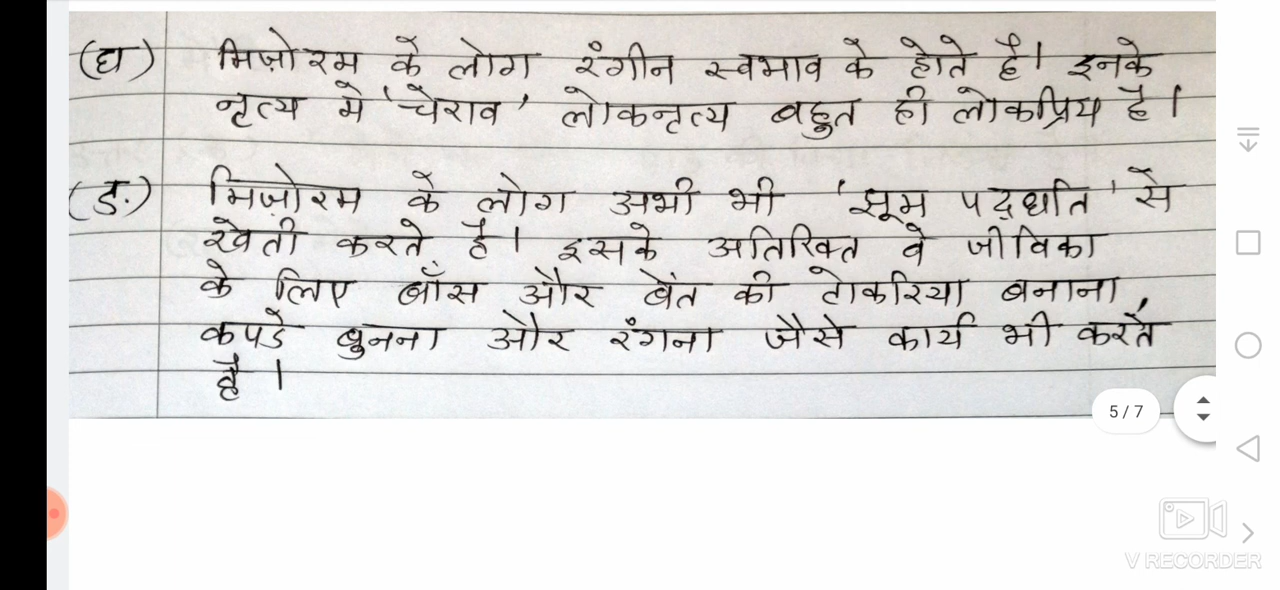 (घ) मिज़ोरम के लोग रंगीन स्वभाव के होते है। इनके
नृत्य मे 'चेराव' लोकनृत्य बहुत ही लोकप्रिय है।
(ड.) मिज़ोरम के लोग अभी भी 'झूम पद्धति' से
खेती करते है। इसके अतिरिक्त वे जीविका
के लिए बाँस और बेंत की टोकरिया बनाना,
कपडे बुनना और रंगना जैसे कार्य भी करते
है।
5/7
V RECORDER